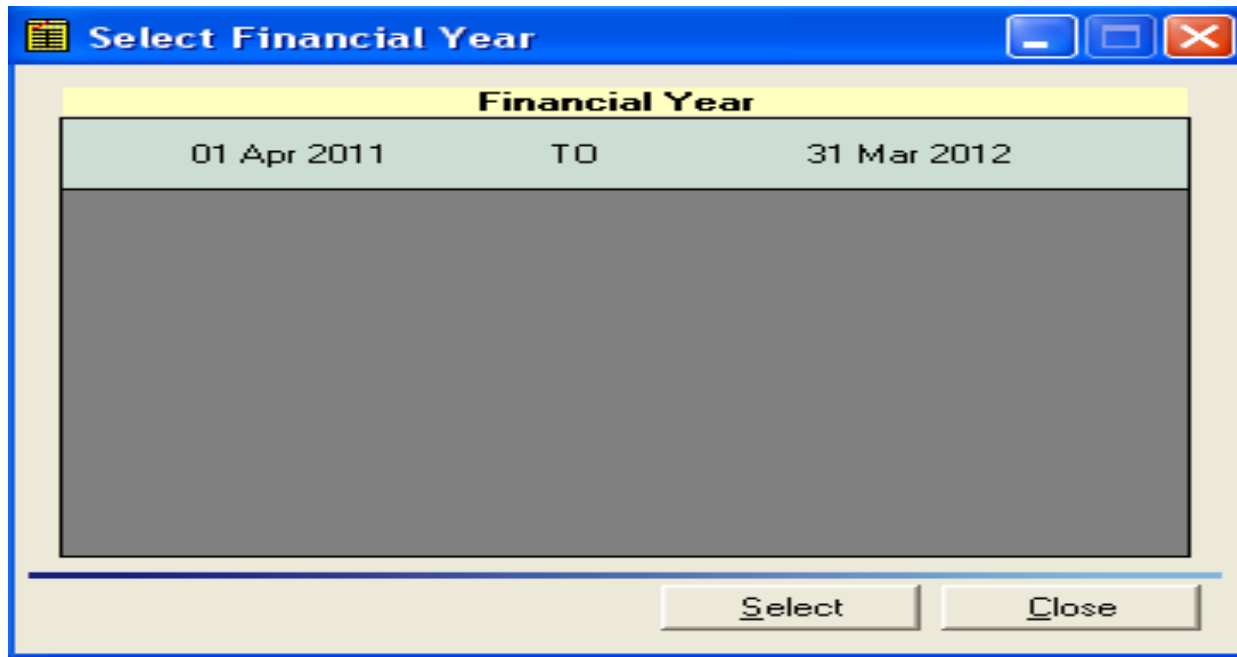 Select Financial Year
Financial Year
01 Apr 2011 TO 31 Mar 2012
Select Close